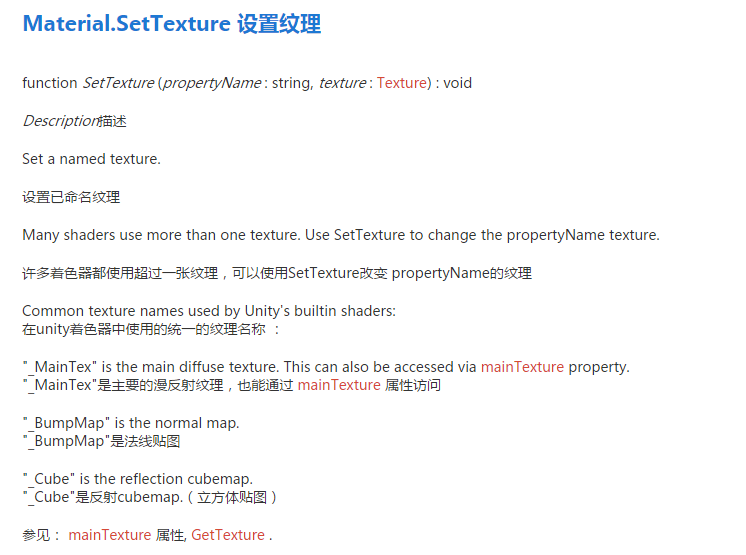 Material.SetTexture 设置纹理
function SetTexture (propertyName : string, texture : Texture) : void
Description描述
Set a named texture.
设置已命名纹理
Many shaders use more than one texture. Use SetTexture to change the propertyName texture.
许多着色器都使用超过一张纹理，可以使用SetTexture改变 propertyName的纹理
Common texture names used by Unity's builtin shaders:
在unity着色器中使用的统一的纹理名称 ：
"_MainTex" is the main diffuse texture. This can also be accessed via mainTexture property.
"_MainTex"是主要的漫反射纹理，也能通过 mainTexture 属性访问
"_BumpMap" is the normal map.
"_BumpMap"是法线贴图
"_Cube" is the reflection cubemap.
"_Cube"是反射cubemap.（立方体贴图）
参见： mainTexture 属性, GetTexture .